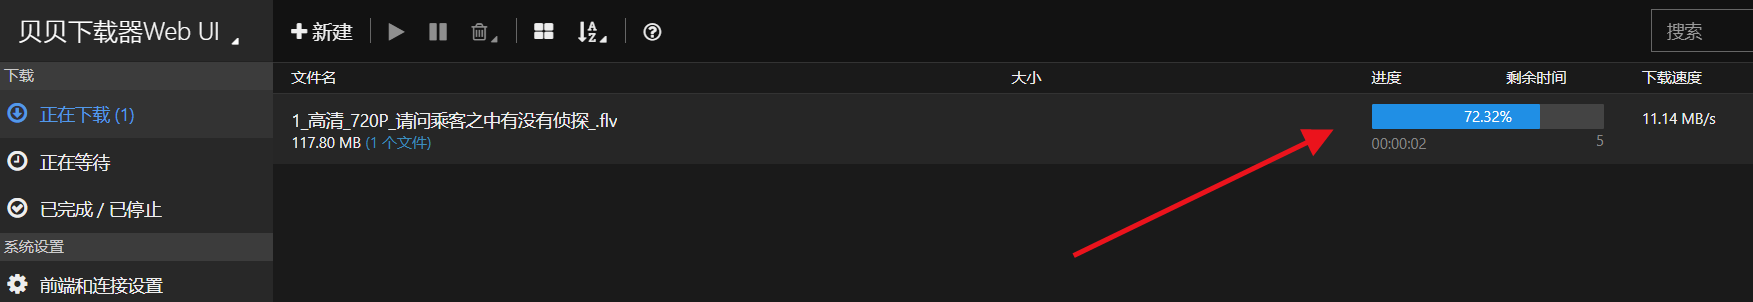 贝贝下载器Web UI
新建
搜索
下载
文件名 大小 进度 剩余时间 下载速度
正在下载 (1)
1_高清_720P_请问乘客之中有没有侦探_.flv
72.32%
11.14 MB/s
117.80 MB (1 个文件)
00:00:02 5
正在等待
已完成 / 已停止
系统设置
前端和连接设置